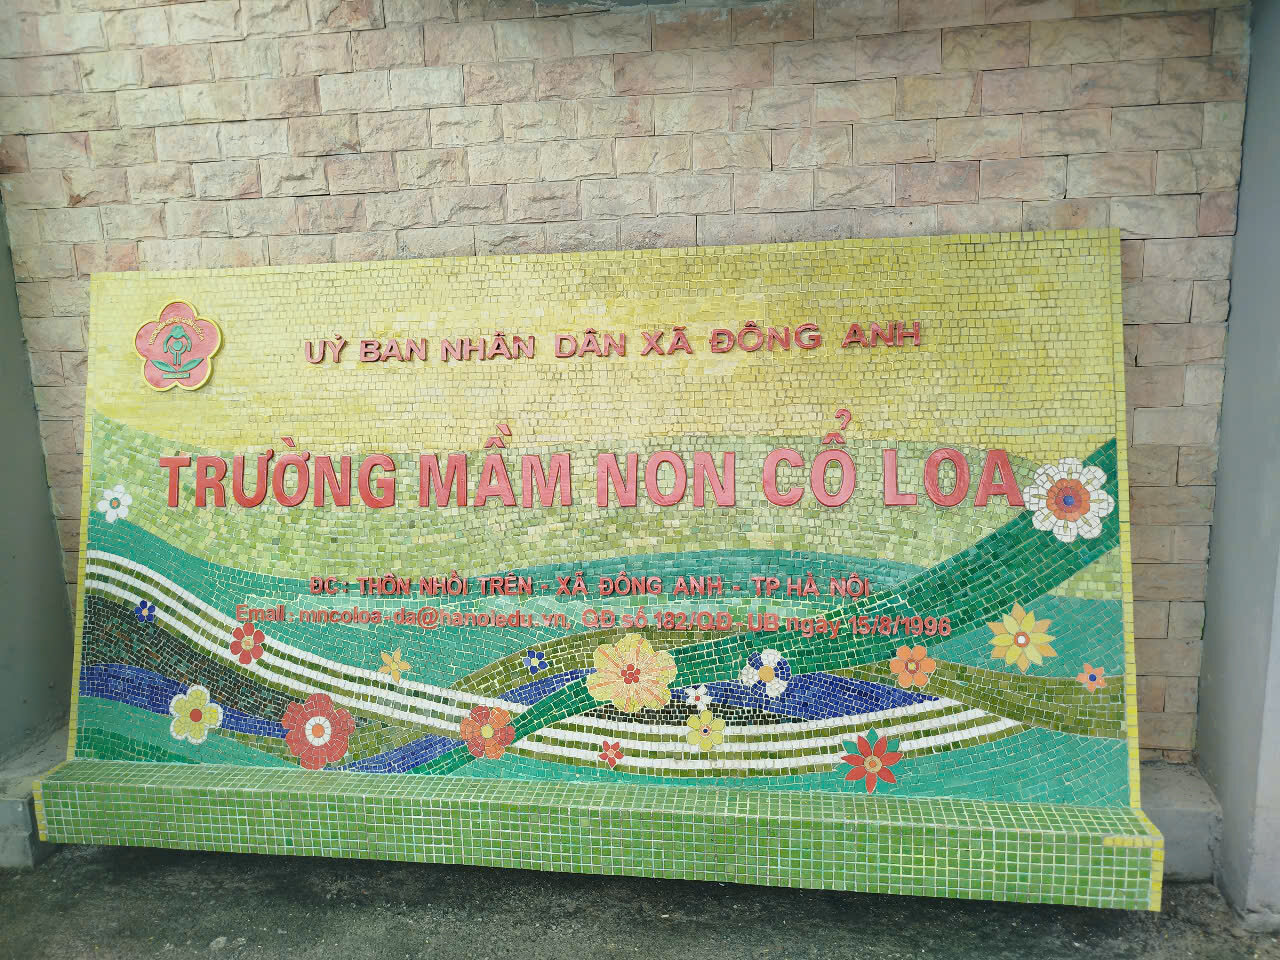 UỶ BAN NHÂN DÂN XÃ ĐÔNG ANH
TRƯỜNG MẦM NON CỔ LOA
ĐC : THÔN NHỒI TRÊN - XÃ ĐÔNG ANH - TP HÀ NỘI
Email : mncoloa-da@hanoiedu.vn, QĐ số 182/QĐ - UB ngày 15/8/1996